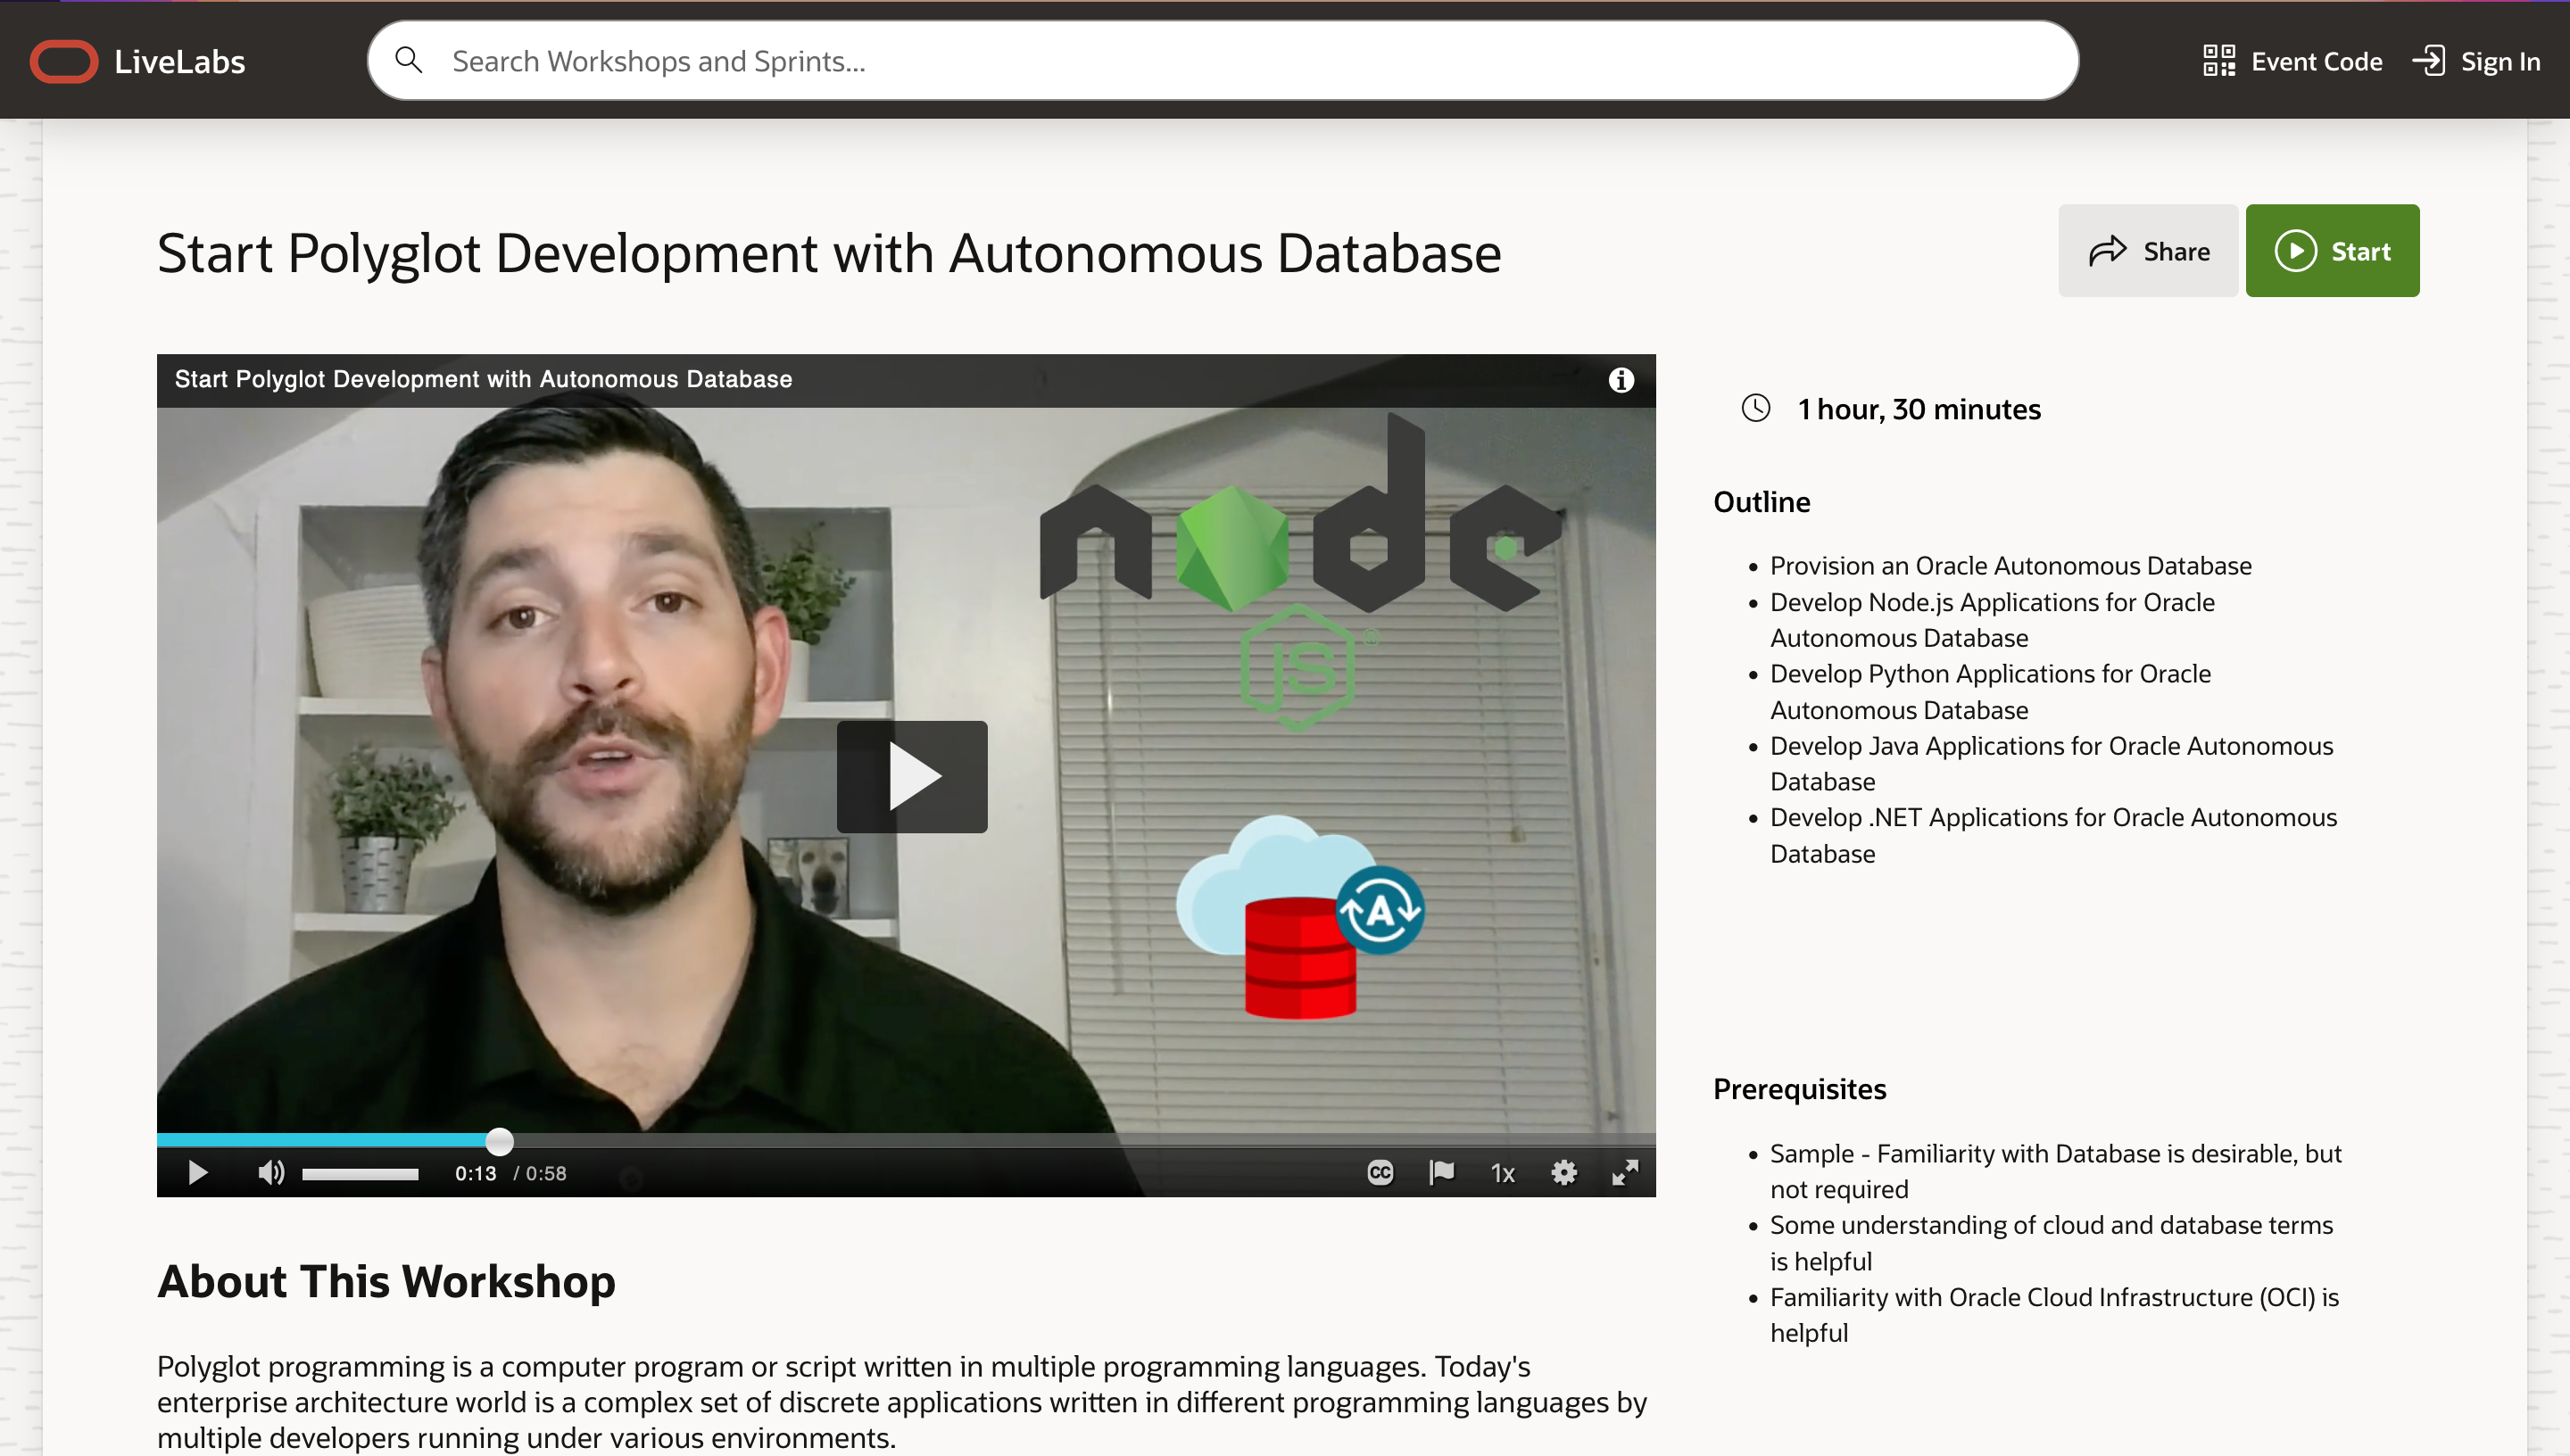 LiveLabs
Search Workshops and Sprints...
Event Code
Sign In
Start Polyglot Development with Autonomous Database
Share
Start
Start Polyglot Development with Autonomous Database
node
JS
®
A
0:13 / 0:58
CC
1x
1 hour, 30 minutes
Outline
• Provision an Oracle Autonomous Database
• Develop Node.js Applications for Oracle
Autonomous Database
• Develop Python Applications for Oracle
Autonomous Database
• Develop Java Applications for Oracle Autonomous
Database
• Develop .NET Applications for Oracle Autonomous
Database
Prerequisites
• Sample - Familiarity with Database is desirable, but
not required
• Some understanding of cloud and database terms
is helpful
• Familiarity with Oracle Cloud Infrastructure (OCI) is
helpful
About This Workshop
Polyglot programming is a computer program or script written in multiple programming languages. Today's
enterprise architecture world is a complex set of discrete applications written in different programming languages by
multiple developers running under various environments.